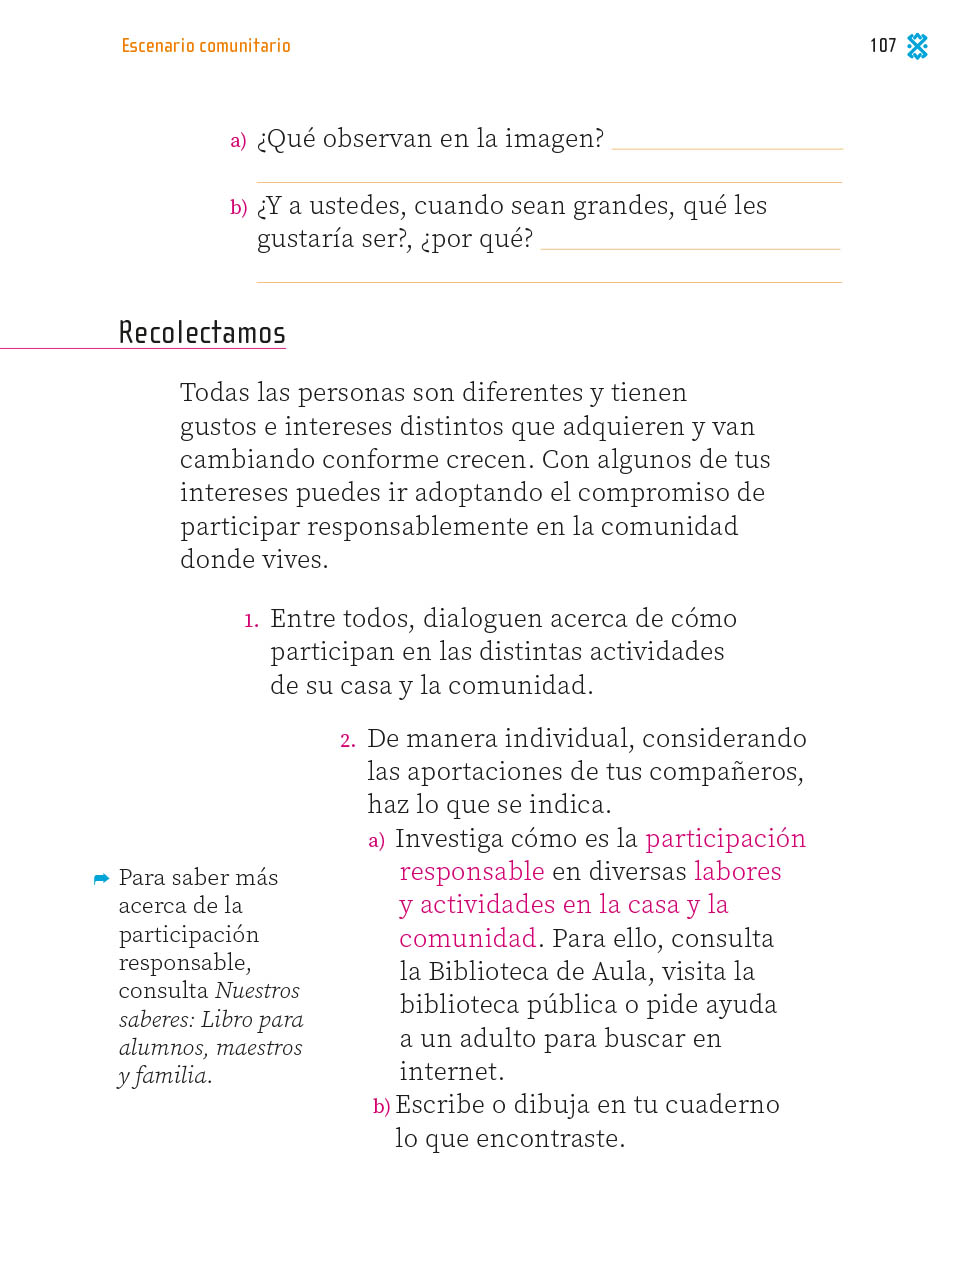 Escenario comunitario
107
a) ¿Qué observan en la imagen?
b) ¿Y a ustedes, cuando sean grandes, qué les
gustaría ser?, ¿por qué?
Recolectamos
Todas las personas son diferentes y tienen
gustos e intereses distintos que adquieren y van
cambiando conforme crecen. Con algunos de tus
intereses puedes ir adoptando el compromiso de
participar responsablemente en la comunidad
donde vives.
1. Entre todos, dialoguen acerca de cómo
participan en las distintas actividades
de su casa y la comunidad.
2. De manera individual, considerando
las aportaciones de tus compañeros,
haz lo que se indica.
a) Investiga cómo es la participación
responsable en diversas labores
y actividades en la casa y la
comunidad. Para ello, consulta
la Biblioteca de Aula, visita la
biblioteca pública o pide ayuda
a un adulto para buscar en
internet.
b) Escribe o dibuja en tu cuaderno
lo que encontraste.
Para saber más
acerca de la
participación
responsable,
consulta Nuestros
saberes: Libro para
alumnos, maestros
y familia.